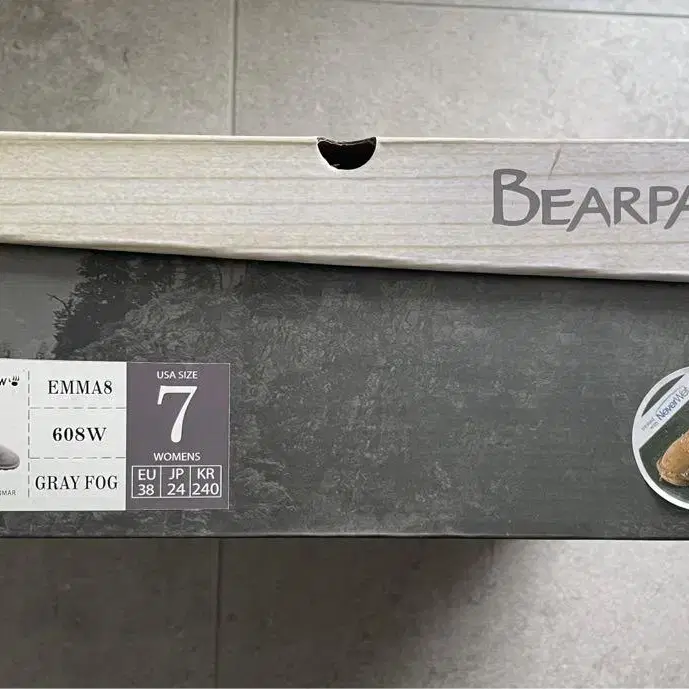 BEARPA
EMMA8
608W
GRAY FOG
USA SIZE
7
WOMENS
EU JP KR
38 24 240
NeverWet